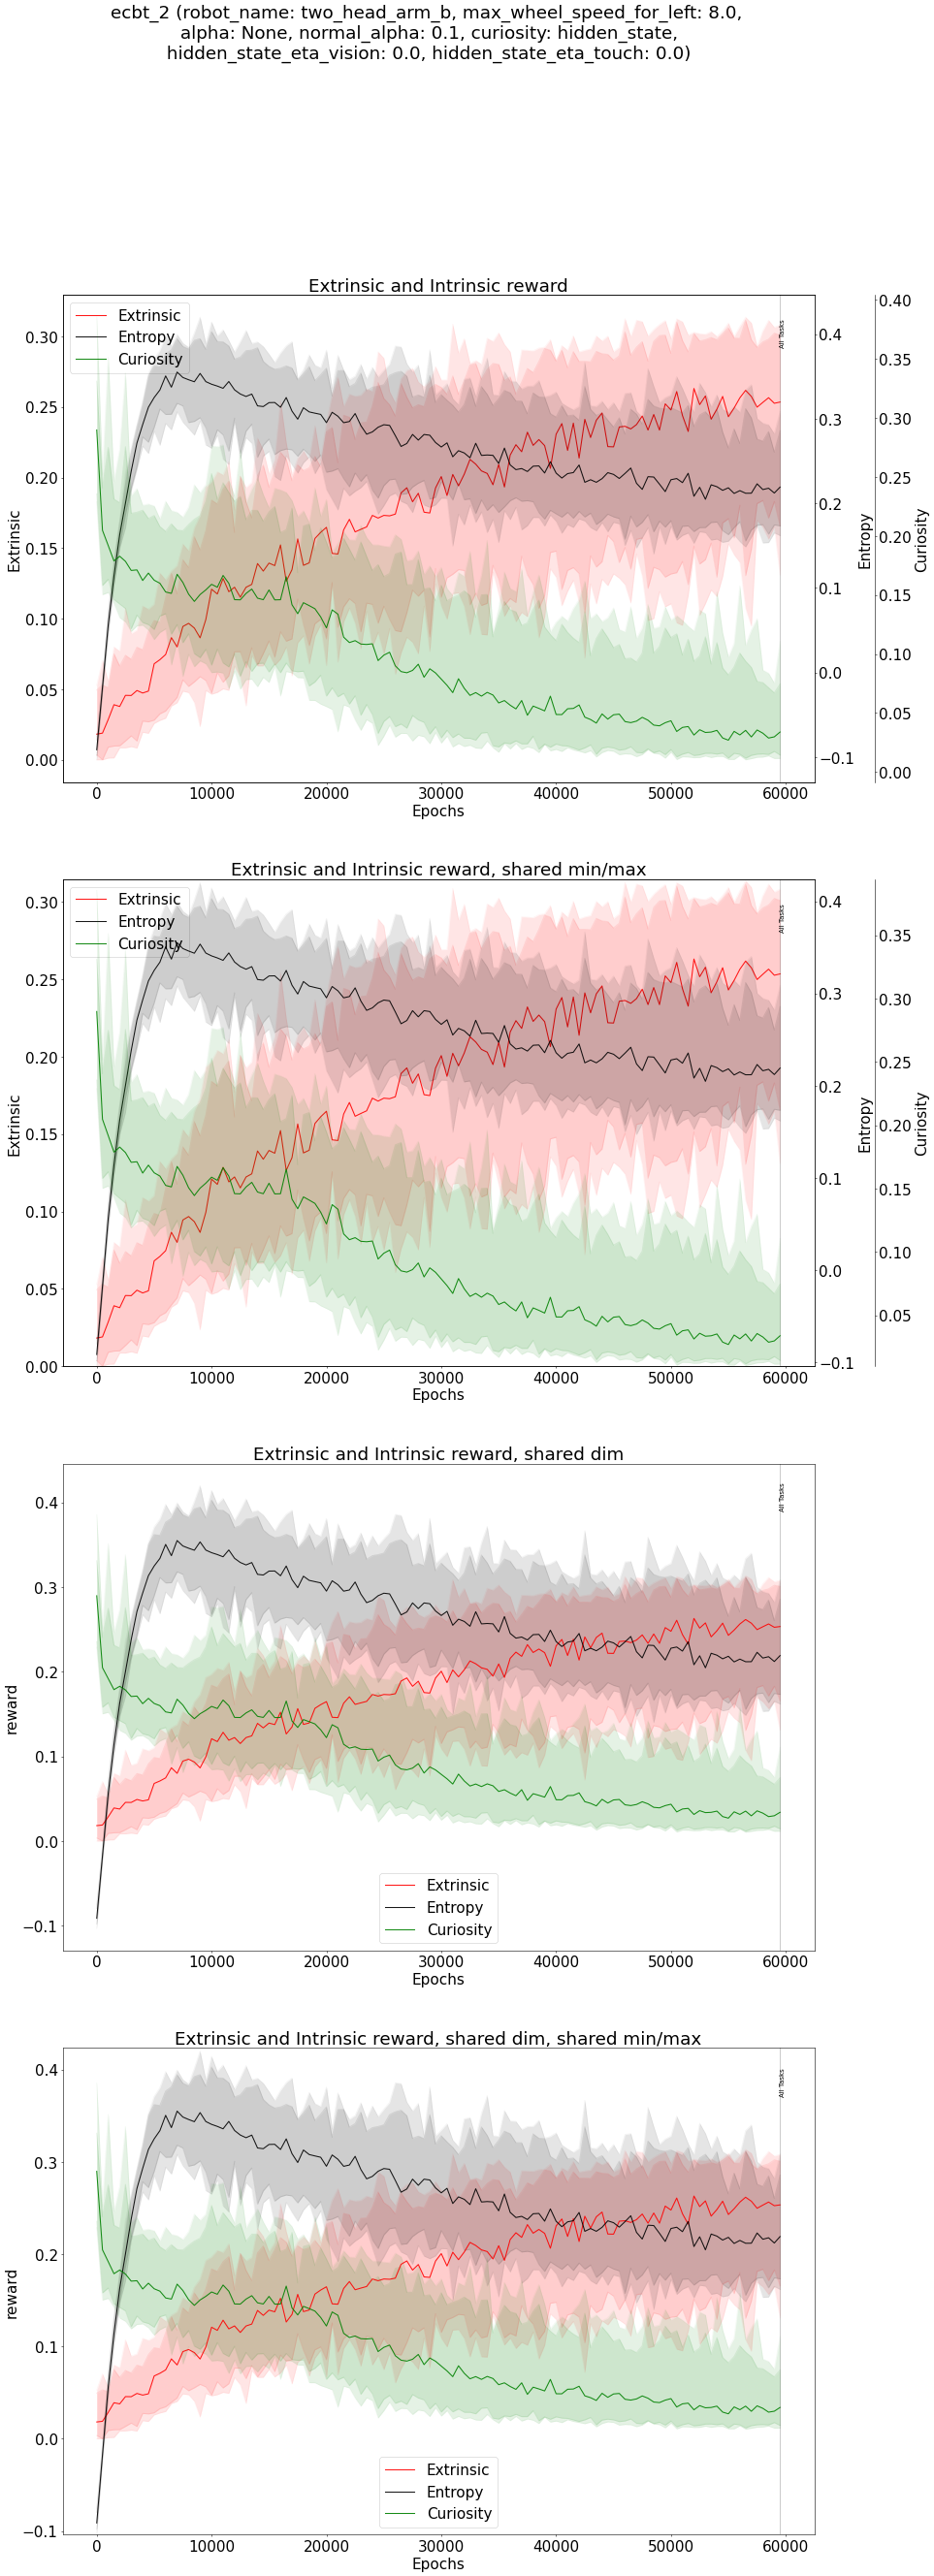 ecbt_2 (robot_name: two_head_arm_b, max_wheel_speed_for_left: 8.0,
alpha: None, normal_alpha: 0.1, curiosity: hidden_state,
hidden_state_eta_vision: 0.0, hidden_state_eta_touch: 0.0)
Extrinsic and Intrinsic reward
Extrinsic
Entropy
Curiosity
All Tasks
0.30
0.25
0.20
0.15
0.10
0.05
0.00
Extrinsic
0.4
0.3
0.2
0.1
0.0
−0.1
Entropy
0.40
0.35
0.30
0.25
0.20
0.15
0.10
0.05
0.00
Curiosity
0 10000 20000 30000 40000 50000 60000
Epochs
Extrinsic and Intrinsic reward, shared min/max
Extrinsic
Entropy
Curiosity
All Tasks
0.30
0.25
0.20
0.15
0.10
0.05
0.00
Extrinsic
0.4
0.3
0.2
0.1
0.0
−0.1
Entropy
0.35
0.30
0.25
0.20
0.15
0.10
0.05
Curiosity
0 10000 20000 30000 40000 50000 60000
Epochs
Extrinsic and Intrinsic reward, shared dim
All Tasks
0.4
0.3
0.2
0.1
0.0
−0.1
reward
Extrinsic
Entropy
Curiosity
0 10000 20000 30000 40000 50000 60000
Epochs
Extrinsic and Intrinsic reward, shared dim, shared min/max
All Tasks
0.4
0.3
0.2
0.1
0.0
−0.1
reward
Extrinsic
Entropy
Curiosity
0 10000 20000 30000 40000 50000 60000
Epochs